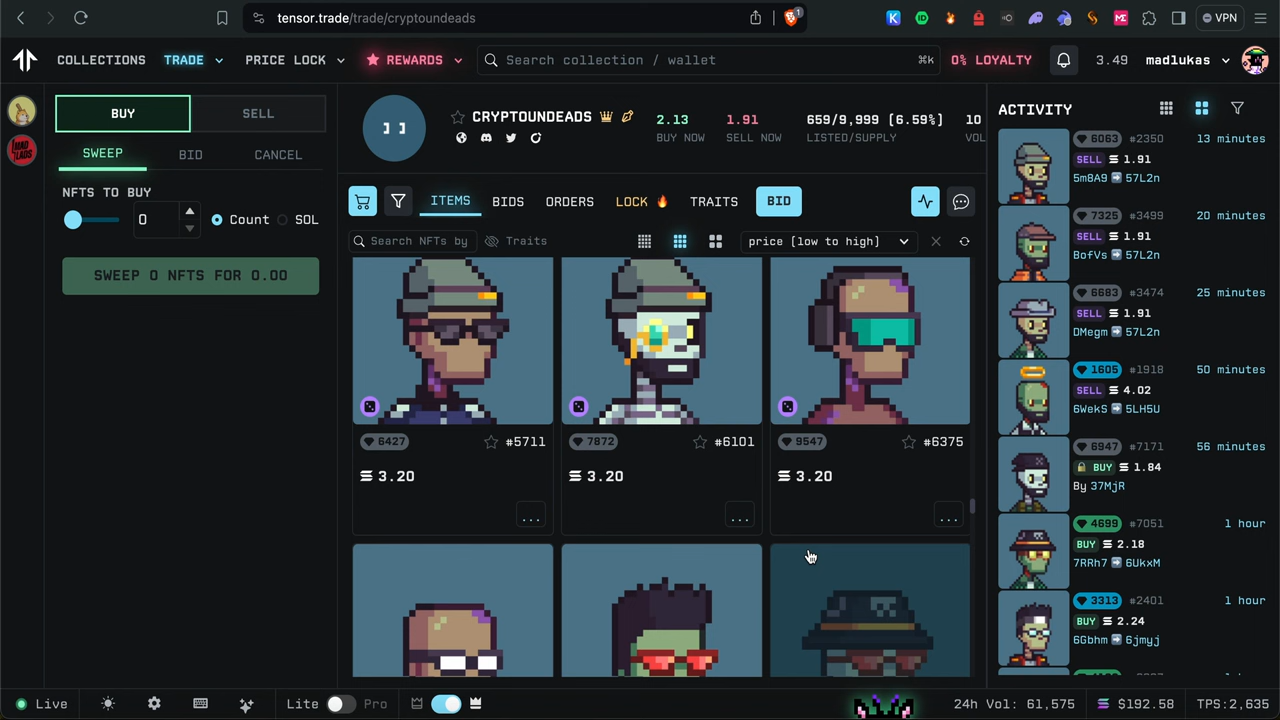 tensor.trade/trade/cryptoundeads
1
VPN
COLLECTIONS
TRADE
PRICE LOCK
REWARDS
Search collection / wallet
⌘K
0% LOYALTY
3.49
madlukas
BUY
SELL
SWEEP
BID
CANCEL
NFTS TO BUY
0
Count
SOL
SWEEP 0 NFTS FOR 0.00
CRYPTOUNDEADS
2.13
BUY NOW
1.91
SELL NOW
659/9,999 [6.59%]
LISTED/SUPPLY
10
VOL
ITEMS
BIDS
ORDERS
LOCK 🔥
TRAITS
BID
Search NFTs by
Traits
price [low to high]
6427
#5711
3.20
...
7872
#6101
3.20
...
9547
#6375
3.20
...
ACTIVITY
6063 #2350 13 minutes
SELL 1.91
5m8A9 ➡ 57L2n
7325 #3499 20 minutes
SELL 1.91
BofVs ➡ 57L2n
6683 #3474 25 minutes
SELL 1.91
DMegm ➡ 57L2n
1605 #1918 50 minutes
SELL 4.02
6WekS ➡ 5LH5U
6947 #7171 56 minutes
🔒 BUY 1.84
By 37MjR
4699 #7051 1 hour
BUY 2.18
7RRh7 ➡ 6UkxM
3313 #2401 1 hour
BUY 2.24
6Gbhm ➡ 6jmyj
Live
Lite
Pro
24h Vol: 61,575
$192.58
TPS:2,635